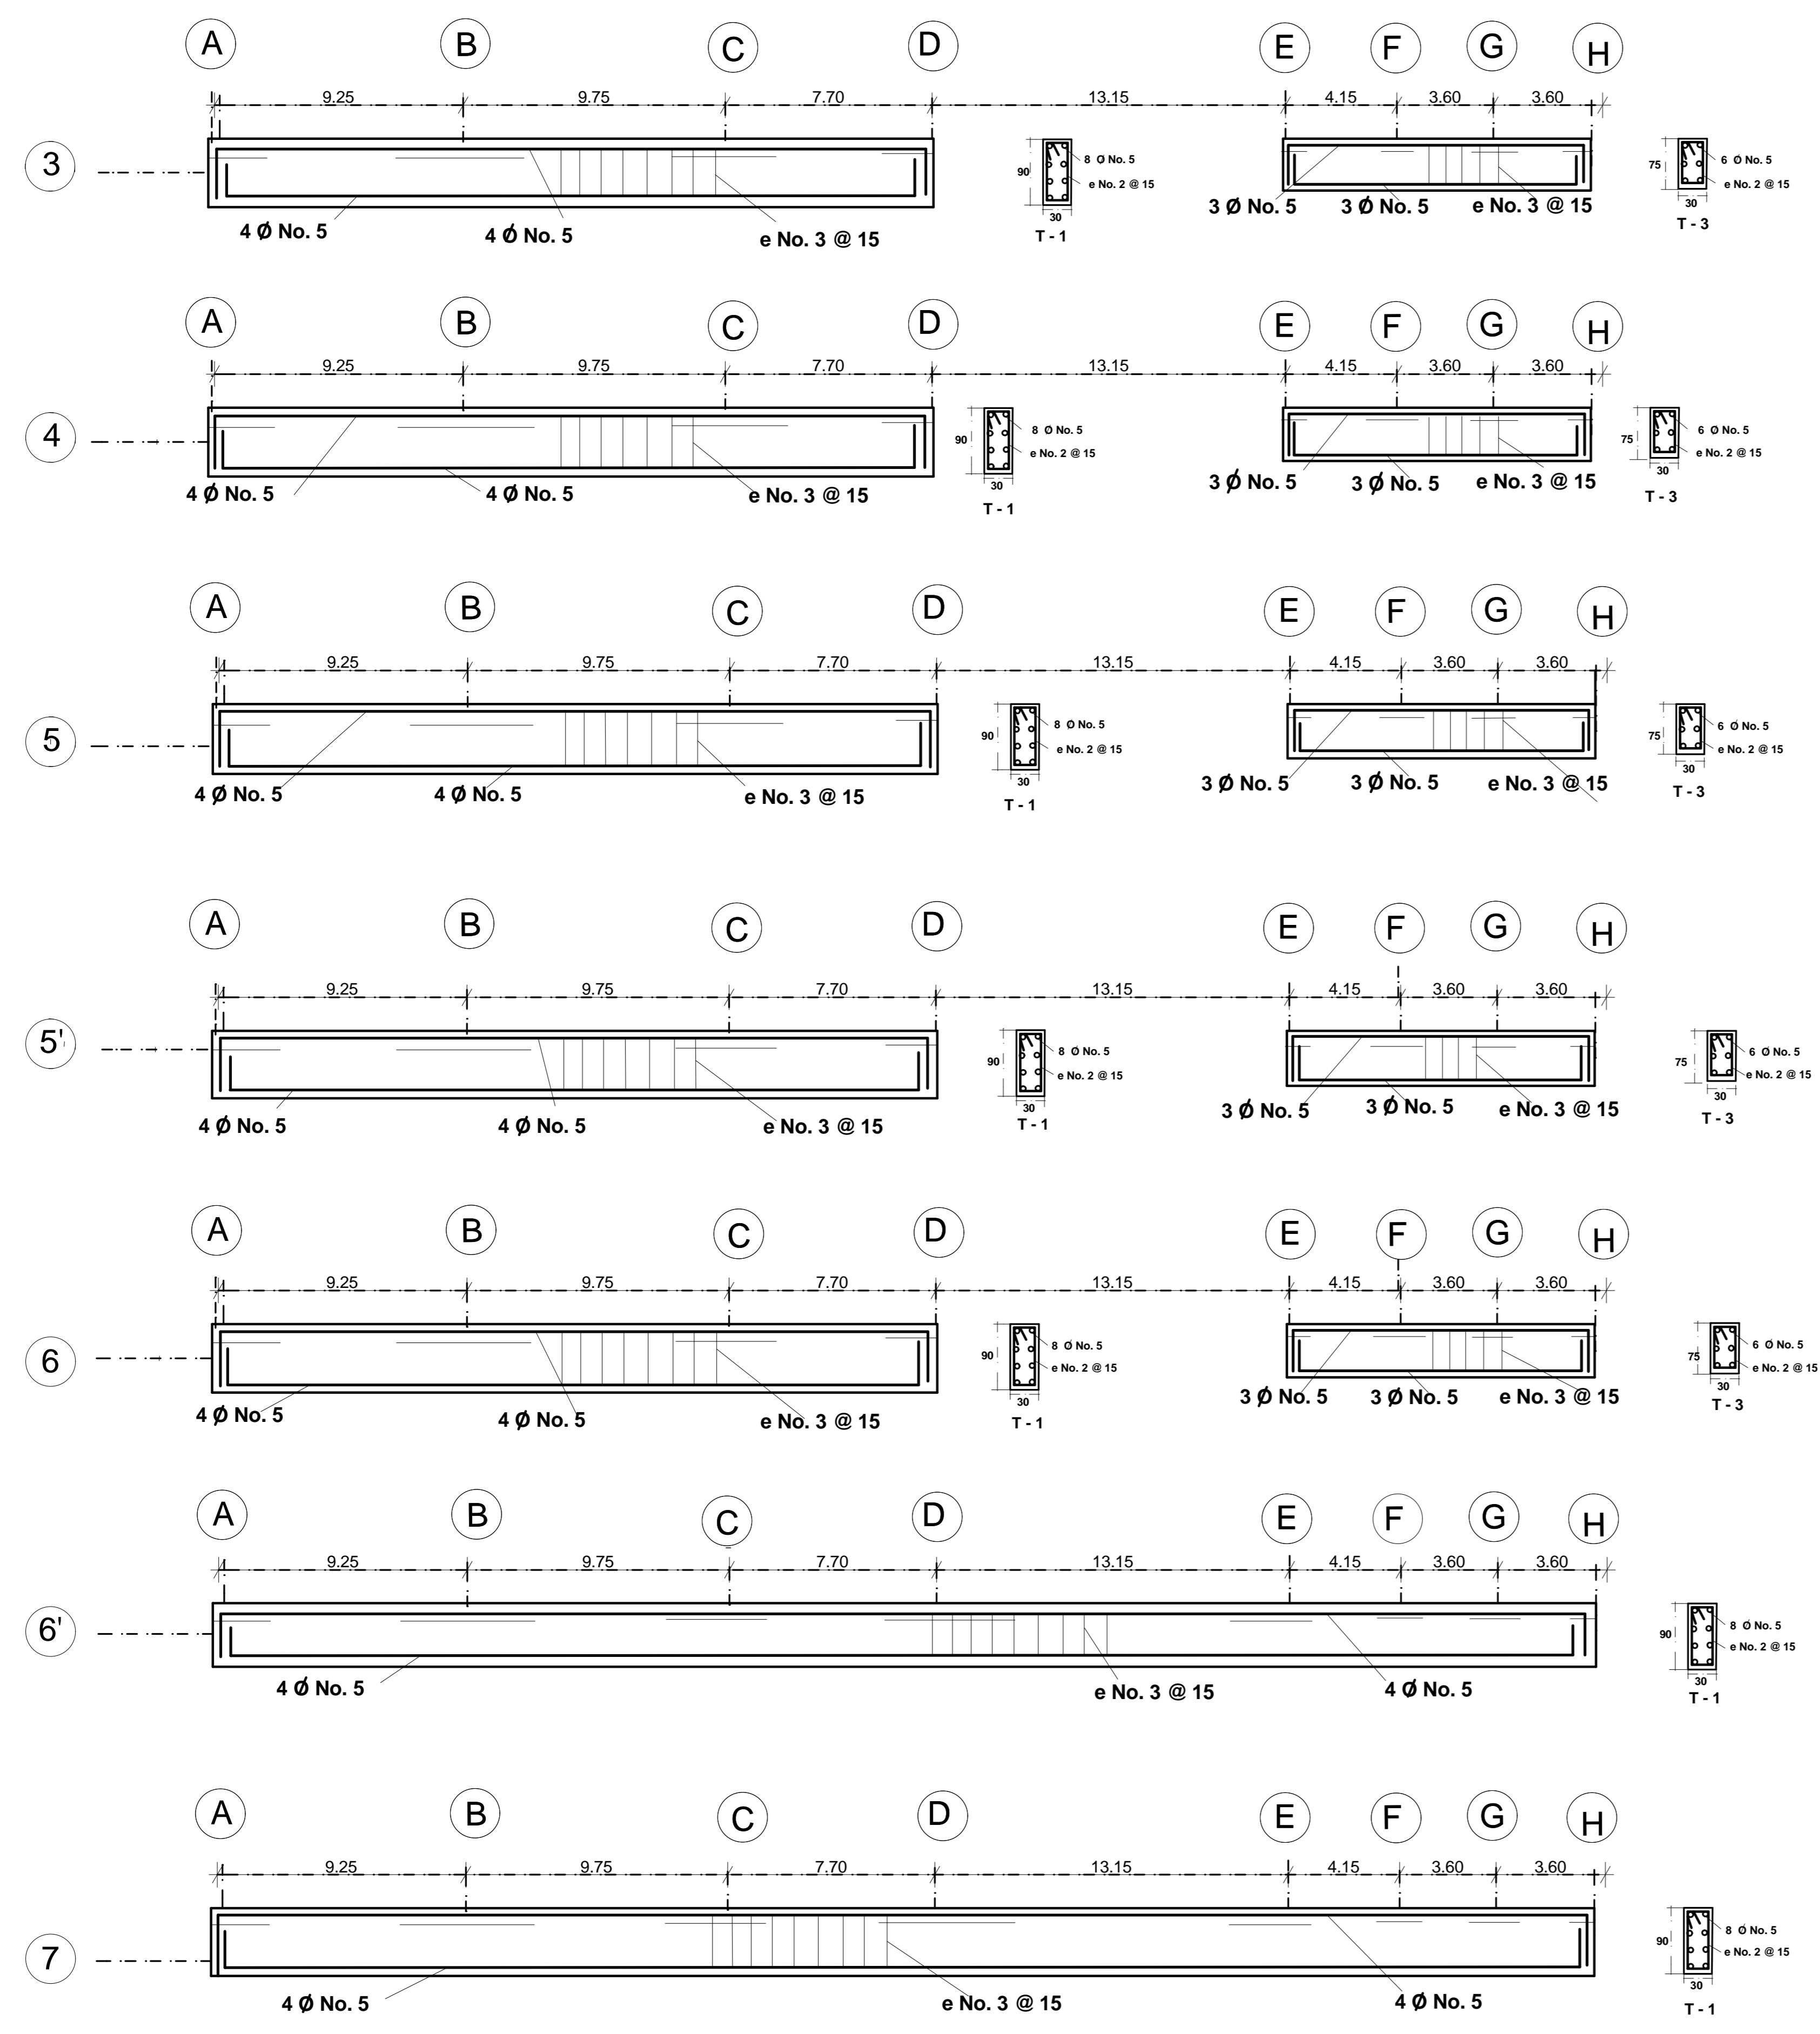 A B C D E F G H
9.25 9.75 7.70 13.15 4.15 3.60 3.60
3
90 8 Ø No. 5 75 6 Ø No. 5
e No. 2 @ 15 e No. 2 @ 15
30 30
T - 1 T - 3
4 Ø No. 5 4 Ø No. 5 e No. 3 @ 15 3 Ø No. 5 3 Ø No. 5 e No. 3 @ 15
A B C D E F G H
9.25 9.75 7.70 13.15 4.15 3.60 3.60
4
90 8 Ø No. 5 75 6 Ø No. 5
e No. 2 @ 15 e No. 2 @ 15
30 30
T - 1 T - 3
4 Ø No. 5 4 Ø No. 5 e No. 3 @ 15 3 Ø No. 5 3 Ø No. 5 e No. 3 @ 15
A B C D E F G H
9.25 9.75 7.70 13.15 4.15 3.60 3.60
5
90 8 Ø No. 5 75 6 Ø No. 5
e No. 2 @ 15 e No. 2 @ 15
30 30
T - 1 T - 3
4 Ø No. 5 4 Ø No. 5 e No. 3 @ 15 3 Ø No. 5 3 Ø No. 5 e No. 3 @ 15
A B C D E F G H
9.25 9.75 7.70 13.15 4.15 3.60 3.60
5'
90 8 Ø No. 5 75 6 Ø No. 5
e No. 2 @ 15 e No. 2 @ 15
30 30
T - 1 T - 3
4 Ø No. 5 4 Ø No. 5 e No. 3 @ 15 3 Ø No. 5 3 Ø No. 5 e No. 3 @ 15
A B C D E F G H
9.25 9.75 7.70 13.15 4.15 3.60 3.60
6
90 8 Ø No. 5 75 6 Ø No. 5
e No. 2 @ 15 e No. 2 @ 15
30 30
T - 1 T - 3
4 Ø No. 5 4 Ø No. 5 e No. 3 @ 15 3 Ø No. 5 3 Ø No. 5 e No. 3 @ 15
A B C D E F G H
9.25 9.75 7.70 13.15 4.15 3.60 3.60
6'
90 8 Ø No. 5
e No. 2 @ 15
30
T - 1
4 Ø No. 5 e No. 3 @ 15 4 Ø No. 5
A B C D E F G H
9.25 9.75 7.70 13.15 4.15 3.60 3.60
7
90 8 Ø No. 5
e No. 2 @ 15
30
T - 1
4 Ø No. 5 e No. 3 @ 15 4 Ø No. 5